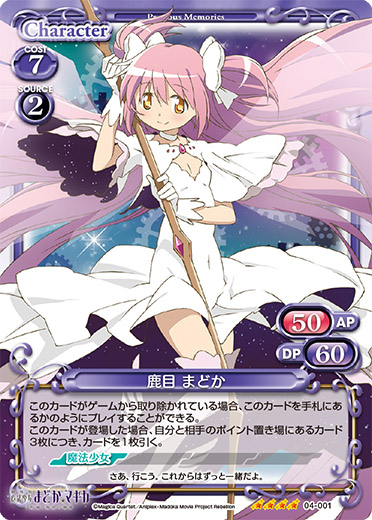 Precious Memories
Character
COST
7
SOURCE
2
50 AP
DP 60
鹿目 まどか
このカードがゲームから取り除かれている場合、このカードを手札にあ
るかのようにプレイすることができる。
このカードが登場した場合、自分と相手のポイント置き場にあるカード
3枚につき、カードを1枚引く。
魔法少女
さあ、行こう。これからはずっと一緒だよ。
まどか☆マギカ
©Magica Quartet／Aniplex・Madoka Movie Project Rebellion
04-001